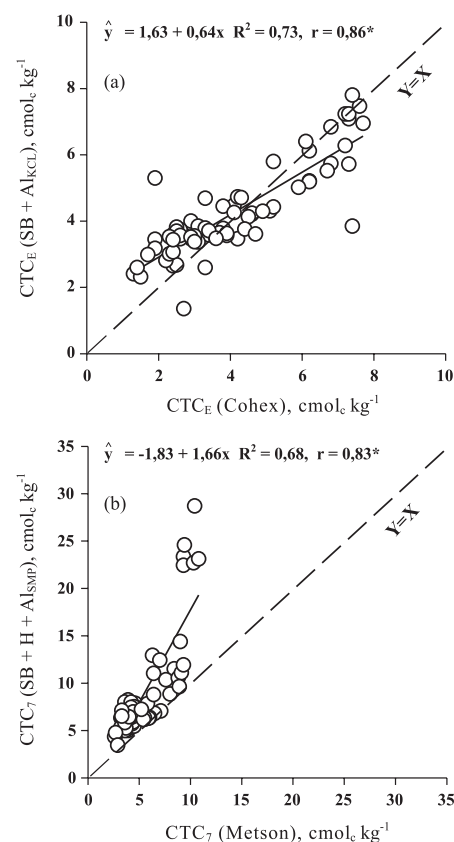 ŷ = 1,63 + 0,64x R² = 0,73, r = 0,86*
(a)
Y=X
CTC_E (SB + Al_KCL), cmol_c kg⁻¹
10
8
6
4
2
0
0 2 4 6 8 10
CTC_E (Cohex), cmol_c kg⁻¹
ŷ = -1,83 + 1,66x R² = 0,68, r = 0,83*
(b)
Y=X
CTC₇ (SB + H + Al_SMP), cmol_c kg⁻¹
35
30
25
20
15
10
5
0
0 5 10 15 20 25 30 35
CTC₇ (Metson), cmol_c kg⁻¹